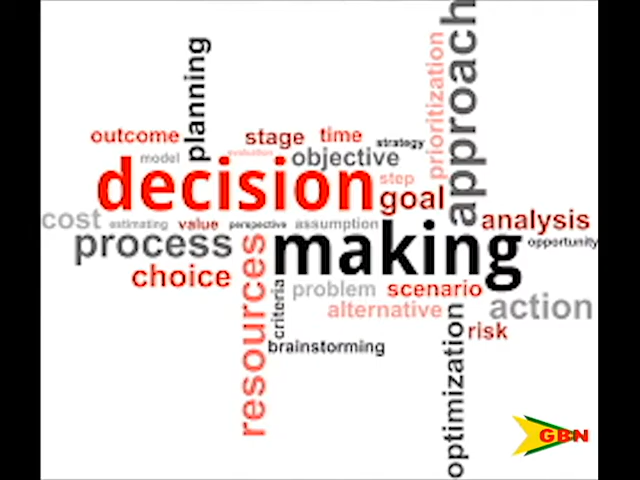 approach
planning
prioritization
outcome
stage
time
strategy
model
evaluation
objective
decision
step
goal
cost
estimating
value
perspective
assumption
analysis
process
making
opportunity
choice
resources
criteria
problem
scenario
alternative
action
optimization
risk
brainstorming
GBN